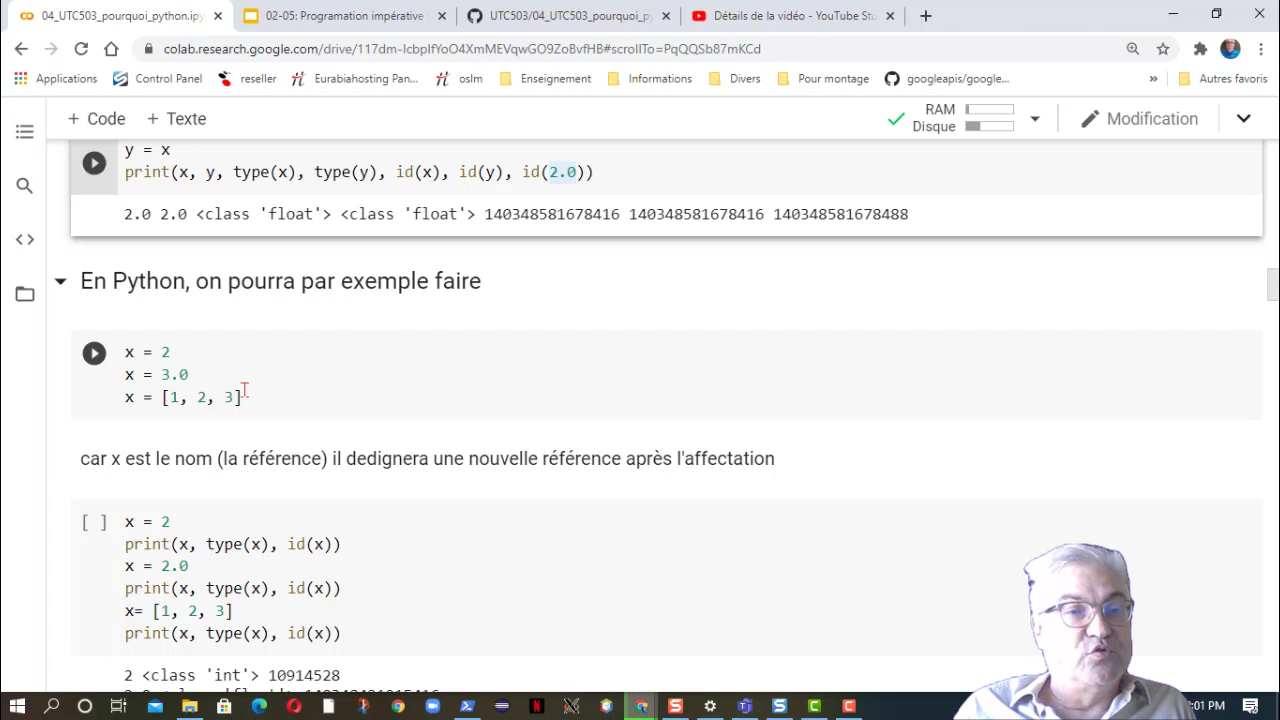 04_UTC503_pourquoi_python.ipy
02-05: Programation impérative
UTC503/04_UTC503_pourquoi_py
Détails de la vidéo - YouTube Stu
colab.research.google.com/drive/117dm-IcbpIfYoO4XmMEVqwGO9ZoBvfHB#scrollTo=PqQQSb87mKCd
Applications Control Panel reseller Eurabiahosting Pan... oslm Enseignement Informations Divers Pour montage googleapis/google... » Autres favoris
+ Code + Texte RAM Disque Modification
y = x
print(x, y, type(x), type(y), id(x), id(y), id(2.0))
2.0 2.0 <class 'float'> <class 'float'> 140348581678416 140348581678416 140348581678488
En Python, on pourra par exemple faire
x = 2
x = 3.0
x = [1, 2, 3]
car x est le nom (la référence) il dedignera une nouvelle référence après l'affectation
[ ] x = 2
print(x, type(x), id(x))
x = 2.0
print(x, type(x), id(x))
x= [1, 2, 3]
print(x, type(x), id(x))
2 <class 'int'> 10914528
:01 PM